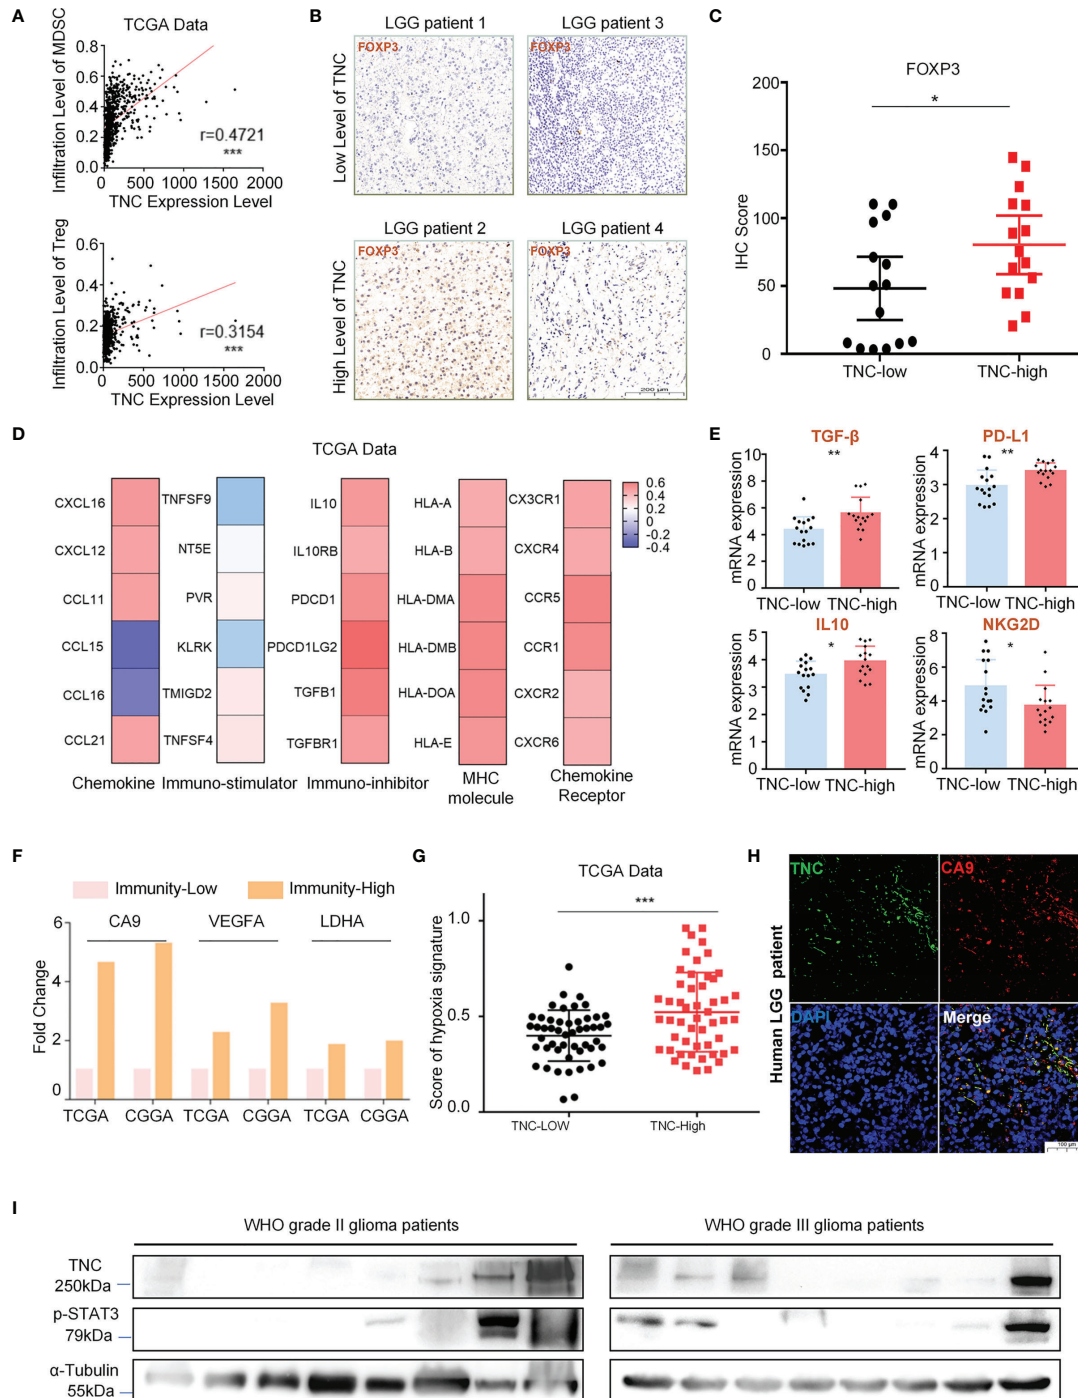 A
TCGA Data
Infiltration Level of MDSC
0.8
0.6
0.4
0.2
0.0
r=0.4721
***
0 500 1000 1500 2000
TNC Expression Level
Infiltration Level of Treg
0.6
0.4
0.2
0.0
r=0.3154
***
0 500 1000 1500 2000
TNC Expression Level
B
LGG patient 1
LGG patient 3
Low Level of TNC
FOXP3
FOXP3
LGG patient 2
LGG patient 4
High Level of TNC
FOXP3
FOXP3
200 µm
C
FOXP3
*
IHC Score
200
150
100
50
0
TNC-low
TNC-high
D
TCGA Data
CXCL16
CXCL12
CCL11
CCL15
CCL16
CCL21
Chemokine
TNFSF9
NT5E
PVR
KLRK
TMIGD2
TNFSF4
Immuno-stimulator
IL10
IL10RB
PDCD1
PDCD1LG2
TGFB1
TGFBR1
Immuno-inhibitor
HLA-A
HLA-B
HLA-DMA
HLA-DMB
HLA-DOA
HLA-E
MHC
molecule
CX3CR1
CXCR4
CCR5
CCR1
CXCR2
CXCR6
Chemokine
Receptor
0.6
0.4
0.2
0
-0.2
-0.4
E
TGF-β
**
mRNA expression
6
4
2
0
TNC-low
TNC-high
PD-L1
**
mRNA expression
4
3
2
1
0
TNC-low
TNC-high
IL10
*
mRNA expression
5
4
3
2
1
0
TNC-low
TNC-high
NKG2D
*
mRNA expression
8
6
4
2
0
TNC-low
TNC-high
F
Immunity-Low
Immunity-High
CA9
VEGFA
LDHA
Fold Change
6
4
2
0
TCGA CGGA TCGA CGGA TCGA CGGA
G
TCGA Data
***
Score of hypoxia signature
1.0
0.5
0.0
TNC-LOW
TNC-High
H
Human LGG patient
TNC
CA9
DAPI
Merge
100 µm
I
WHO grade II glioma patients
WHO grade III glioma patients
TNC
250kDa
p-STAT3
79kDa
α-Tubulin
55kDa